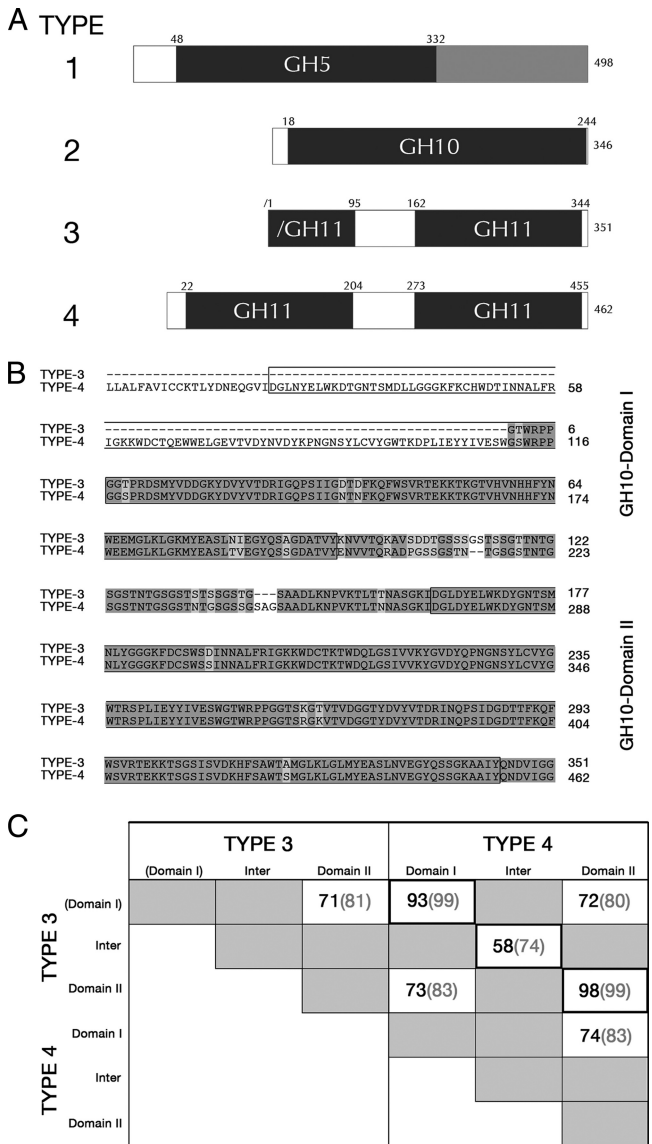 A
TYPE
1
48
332
GH5
498
2
18
244
GH10
346
3
/1
95
162
344
/GH11
GH11
351
4
22
204
273
455
GH11
GH11
462
B
TYPE-3 ----------------------------------------------------------
TYPE-4 LLALFAVICCKTLYDNEQGVIDGLNYELWKDTGNTSMDLLGGGKFKCHWDTINNALFR 58
TYPE-3 ----------------------------------------------------GTWRPP 6
TYPE-4 IGKKWDCTQEWWELGEVTVDYNVDYKPNGNSYLCVYGWTKDPLIEYYIVESWGSWRPP 116
TYPE-3 GGTPRDSMYVDDGKYDVYVTDRIGQPSIIGDTDFKQFWSVRTEKKTKGTVHVNHHFYN 64
TYPE-4 GGSPRDSMYVDDGKYDVYVTDRIGQPSIIGNTNFKQFWSVRTEKKTKGTVHVNHHFYN 174
TYPE-3 WEEMGLKLGKMYEASLNIEGYQSAGDATVYKNVVTQKAVSDDTGSSSGSTSSGTTNTG 122
TYPE-4 WEEMGLKLGKMYEASLTVEGYQSSGDATVYENVVTQRADPGSSGSTN--TGSGSTNTG 223
TYPE-3 SGSTNTGSGSTSTSSGSTG---SAADLKNPVKTLTTNASGKIDGLDYELWKDYGNTSM 177
TYPE-4 SGSTNTGSGSTNTGSGSSGSAGSAADLKNPVKTLTTNASGKIDGLDYELWKDYGNTSM 288
TYPE-3 NLYGGGKFDCSWSDINNALFRIGKKWDCTKTWDQLGSIVVKYGVDYQPNGNSYLCVYG 235
TYPE-4 NLYGGGKFDCSWSSINNALFRIGKKWDCTKTWDQLGSIVVKYGVDYQPNGNSYLCVYG 346
TYPE-3 WTRSPLIEYYIVESWGTWRPPGGTSKGTVTVDGGTYDVYVTDRINQPSIDGDTTFKQF 293
TYPE-4 WTRSPLIEYYIVESWGTWRPPGGTSRGKVTVDGGTYDVYVTDRINQPSIDGDTTFKQF 404
TYPE-3 WSVRTEKKTSGSISVDKHFSAWTSMGLKLGLMYEASLNVEGYQSSGKAAIYQNDVIGG 351
TYPE-4 WSVRTEKKTSGSISVDKHFSAWTAMGLKLGLMYEASLNVEGYQSSGKAAIYQNDVIGG 462
GH10-Domain I
GH10-Domain II
C
TYPE 3
TYPE 4
(Domain I) Inter Domain II Domain I Inter Domain II
TYPE 3
(Domain I) 71(81) 93(99) 72(80)
Inter 58(74)
Domain II 73(83) 98(99)
TYPE 4
Domain I 74(83)
Inter
Domain II